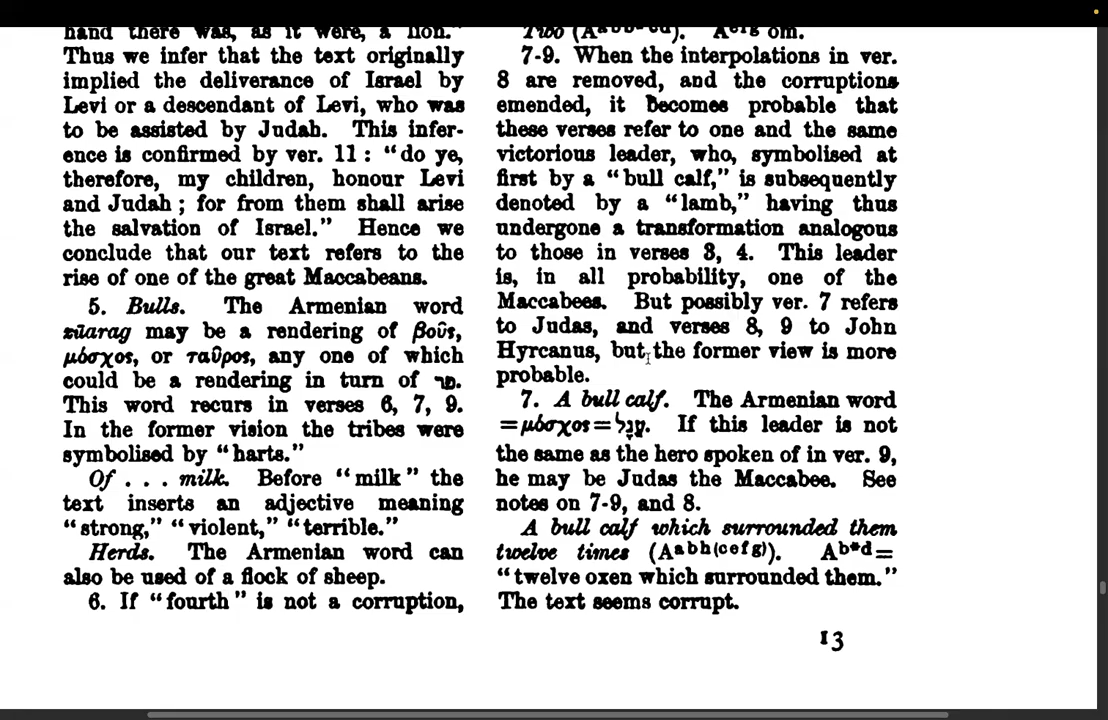 hand there was, as it were, a lion."
Thus we infer that the text originally
implied the deliverance of Israel by
Levi or a descendant of Levi, who was
to be assisted by Judah. This infer-
ence is confirmed by ver. 11 : "do ye,
therefore, my children, honour Levi
and Judah ; for from them shall arise
the salvation of Israel." Hence we
conclude that our text refers to the
rise of one of the great Maccabeans.
5. Bulls. The Armenian word
zūarag may be a rendering of βοῦς,
μόσχος, or ταῦρος, any one of which
could be a rendering in turn of פר.
This word recurs in verses 6, 7, 9.
In the former vision the tribes were
symbolised by "harts."
Of . . . milk. Before "milk" the
text inserts an adjective meaning
"strong," "violent," "terrible."
Herds. The Armenian word can
also be used of a flock of sheep.
6. If "fourth" is not a corruption,
Two om.
7-9. When the interpolations in ver.
8 are removed, and the corruptions
emended, it becomes probable that
these verses refer to one and the same
victorious leader, who, symbolised at
first by a "bull calf," is subsequently
denoted by a "lamb," having thus
undergone a transformation analogous
to those in verses 3, 4. This leader
is, in all probability, one of the
Maccabees. But possibly ver. 7 refers
to Judas, and verses 8, 9 to John
Hyrcanus, but the former view is more
probable.
7. A bull calf. The Armenian word
=μόσχος=עֵגֶל. If this leader is not
the same as the hero spoken of in ver. 9,
he may be Judas the Maccabee. See
notes on 7-9, and 8.
A bull calf which surrounded them
twelve times (Aabh(cefg)). Ab*d=
"twelve oxen which surrounded them."
The text seems corrupt.
13